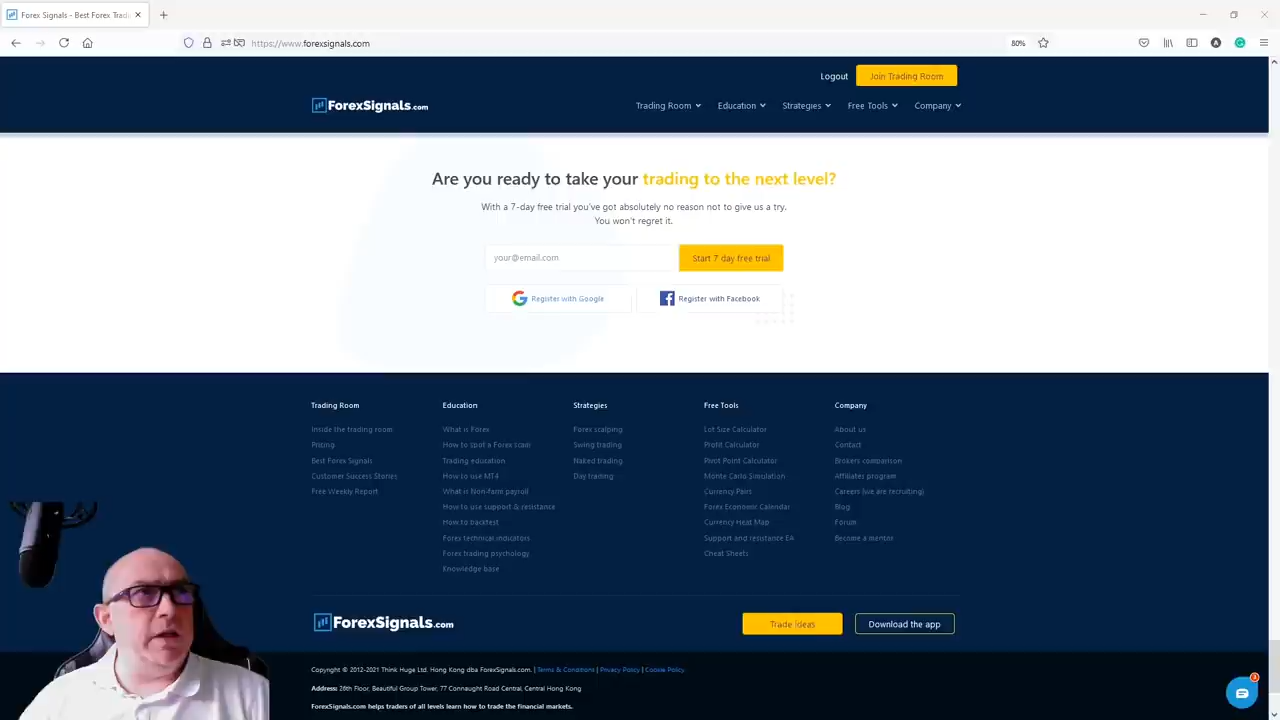 Forex Signals - Best Forex Tradi
https://www.forexsignals.com
80%
Logout
Join Trading Room
ForexSignals.com
Trading Room
Education
Strategies
Free Tools
Company
Are you ready to take your trading to the next level?
With a 7-day free trial you've got absolutely no reason not to give us a try.
You won't regret it.
your@email.com
Start 7 day free trial
Register with Google
Register with Facebook
Trading Room
Inside the trading room
Pricing
Best Forex Signals
Customer Success Stories
Free Weekly Report
Education
What is Forex
How to spot a Forex scam
Trading education
How to use MT4
What is Non-farm payroll
How to use support & resistance
How to backtest
Forex technical indicators
Forex trading psychology
Knowledge base
Strategies
Forex scalping
Swing trading
Naked trading
Day trading
Free Tools
Lot Size Calculator
Profit Calculator
Pivot Point Calculator
Monte Carlo Simulation
Currency Pairs
Forex Economic Calendar
Currency Heat Map
Support and resistance EA
Cheat Sheets
Company
About us
Contact
Brokers comparison
Affiliates program
Careers (we are recruiting)
Blog
Forum
Become a mentor
ForexSignals.com
Trade Ideas
Download the app
Copyright © 2012-2021 Think Huge Ltd, Hong Kong dba ForexSignals.com. | Terms & Conditions | Privacy Policy | Cookie Policy
Address: 26th Floor, Beautiful Group Tower, 77 Connaught Road Central, Central Hong Kong
ForexSignals.com helps traders of all levels learn how to trade the financial markets.